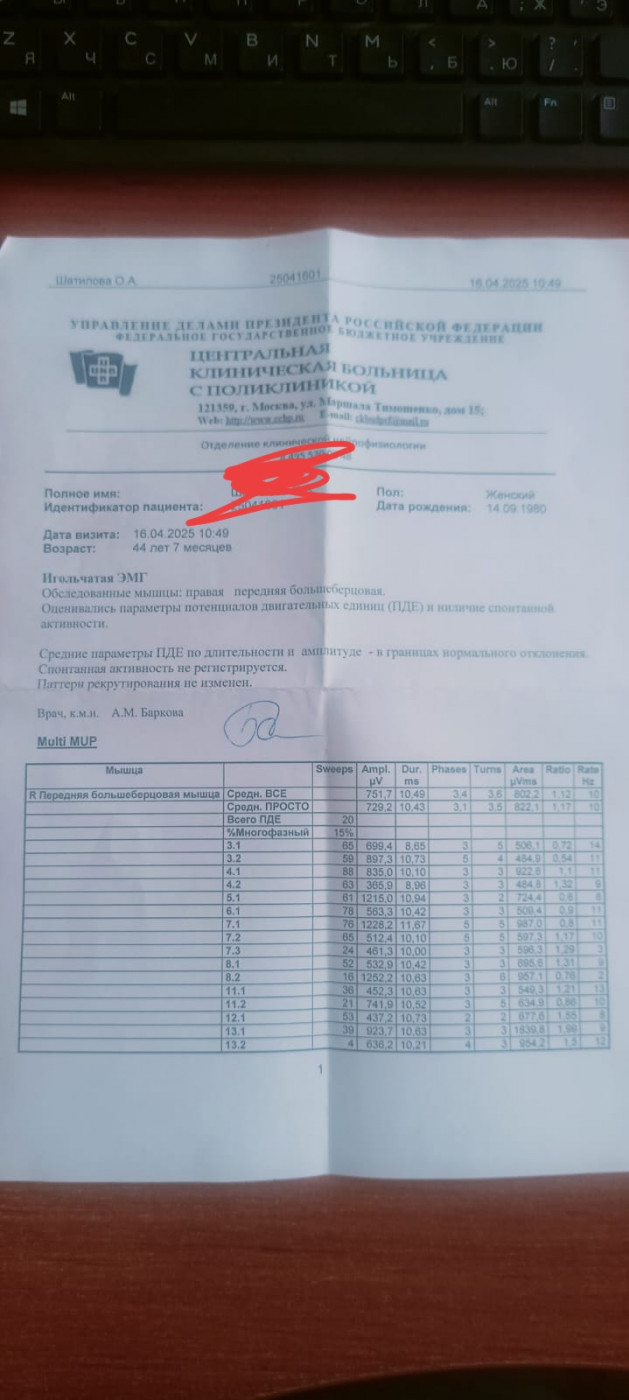 Z Я
X Ч
C С
V М
B И
N Т
M Ь
< , Б
> . Ю
? / .
Alt
Alt
Fn
Шатилова О.А. 25041601 16.04.2025 10:49
УПРАВЛЕНИЕ ДЕЛАМИ ПРЕЗИДЕНТА РОССИЙСКОЙ ФЕДЕРАЦИИ
ФЕДЕРАЛЬНОЕ ГОСУДАРСТВЕННОЕ БЮДЖЕТНОЕ УЧРЕЖДЕНИЕ
ЦЕНТРАЛЬНАЯ
КЛИНИЧЕСКАЯ БОЛЬНИЦА
С ПОЛИКЛИНИКОЙ
121359, г. Москва, ул. Маршала Тимошенко, дом 15;
Web: E-mail:
Отделение клинической нейрофизиологии
Полное имя: Пол: Женский
Идентификатор пациента: Дата рождения: 14.09.1980
Дата визита: 16.04.2025 10:49
Возраст: 44 лет 7 месяцев
Игольчатая ЭМГ
Обследованные мышцы: правая передняя большеберцовая.
Оценивались параметры потенциалов двигательных единиц (ПДЕ) и наличие спонтанной
активности.
Средние параметры ПДЕ по длительности и амплитуде - в границах нормального отклонения.
Спонтанная активность не регистрируется.
Паттерн рекрутирования не изменен.
Врач, к.м.н. А.М. Баркова
Multi MUP
Мышца Sweeps Ampl. µV Dur. ms Phases Turns Area µVms Ratio Rate Hz
R Передняя большеберцовая мышца Средн. ВСЕ 751,7 10,49 3,4 3,6 802,2 1,12 10
Средн. ПРОСТО 729,2 10,43 3,1 3,5 822,1 1,17 10
Всего ПДЕ 20
%Многофазный 15%
3.1 65 699,4 8,65 3 5 506,1 0,72 14
3.2 59 897,3 10,73 5 4 484,9 0,54 11
4.1 88 835,0 10,10 3 3 922,6 1,1 11
4.2 63 365,9 8,96 3 3 484,8 1,32 9
5.1 61 1215,0 10,94 3 2 724,4 0,6 8
6.1 78 563,3 10,42 3 3 509,4 0,9 11
7.1 76 1228,2 11,67 5 5 987,0 0,8 11
7.2 65 512,4 10,10 5 5 597,3 1,17 10
7.3 24 461,3 10,00 3 3 596,3 1,29 3
8.1 52 532,9 10,42 3 3 695,6 1,31 9
8.2 16 1252,2 10,63 3 6 957,1 0,76 2
11.1 36 452,3 10,63 3 3 549,3 1,21 13
11.2 21 741,9 10,52 3 5 634,9 0,86 10
12.1 53 437,2 10,73 2 2 677,6 1,55 8
13.1 39 923,7 10,63 3 3 1839,8 1,99 8
13.2 4 636,2 10,21 4 3 954,2 1,5 12
1